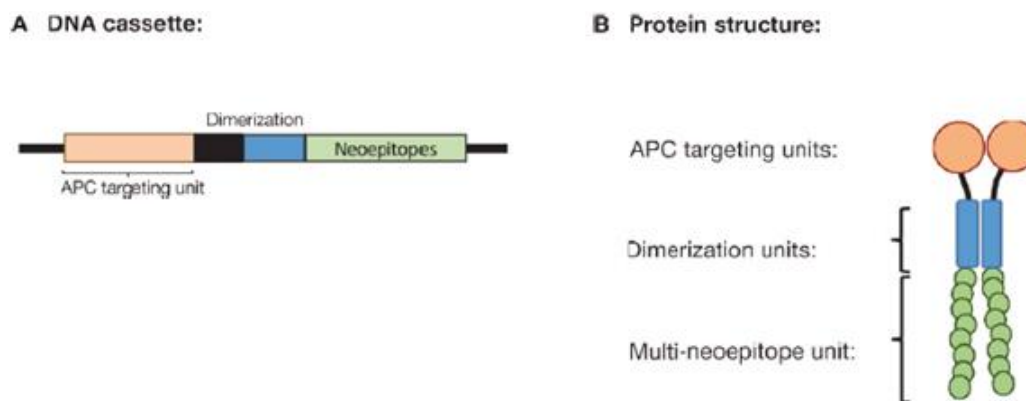 A DNA cassette:
Dimerization
Neoepitopes
APC targeting unit
B Protein structure:
APC targeting units:
Dimerization units:
Multi-neoepitope unit: